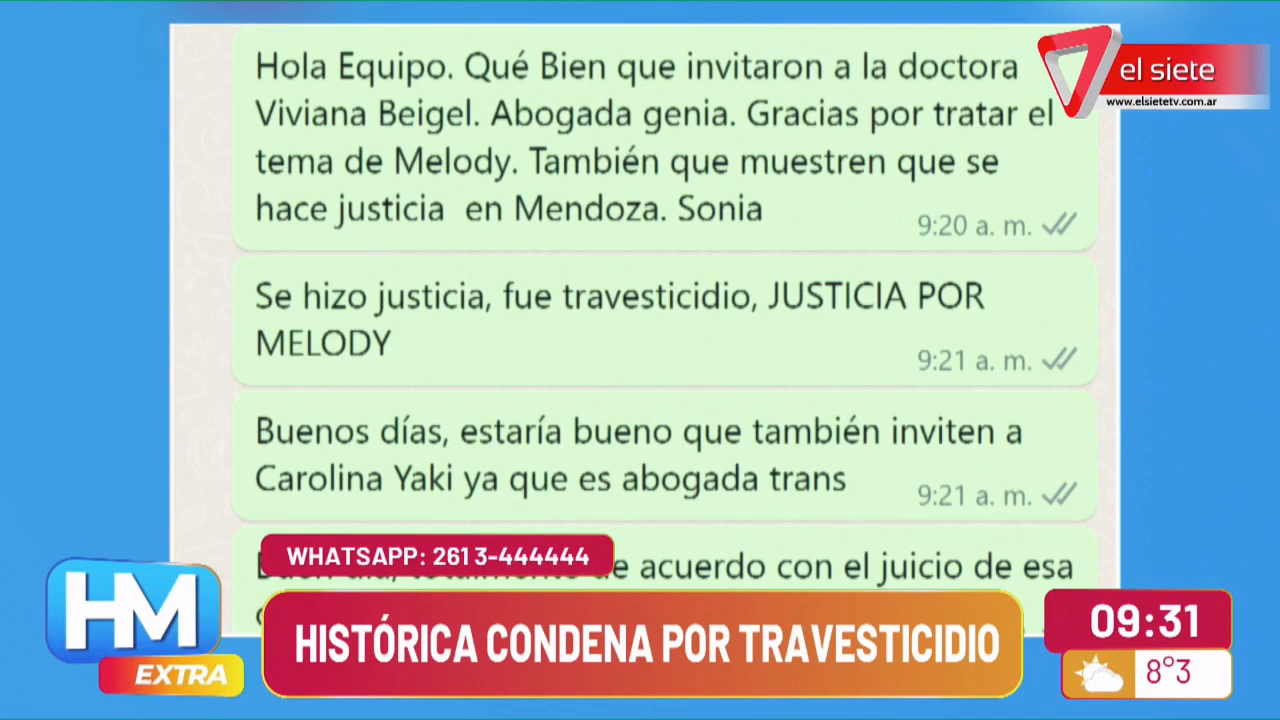 Hola Equipo. Qué Bien que invitaron a la doctora
Viviana Beigel. Abogada genia. Gracias por tratar el
tema de Melody. También que muestren que se
hace justicia en Mendoza. Sonia
9:20 a. m.
Se hizo justicia, fue travesticidio, JUSTICIA POR
MELODY
9:21 a. m.
Buenos días, estaría bueno que también inviten a
Carolina Yaki ya que es abogada trans
9:21 a. m.
de acuerdo con el juicio de esa
el siete
www.elsietetv.com.ar
WHATSAPP: 2613-444444
HISTÓRICA CONDENA POR TRAVESTICIDIO
HM
EXTRA
09:31
8°3